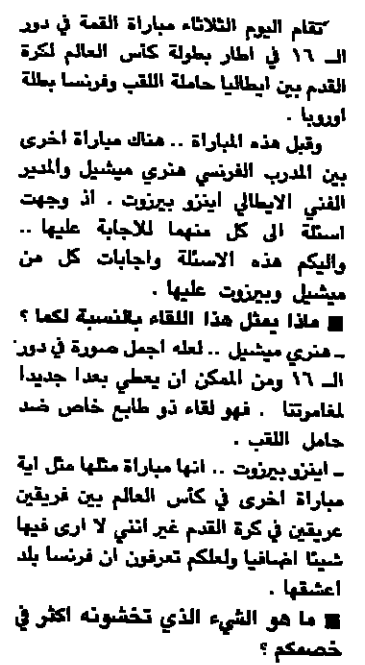 تقام اليوم الثلاثاء مباراة القمة في دور
الـ ١٦ في اطار بطولة كأس العالم لكرة
القدم بين ايطاليا حاملة اللقب وفرنسا بطلة
اوروبا .
وقبل هذه المباراة .. هناك مباراة اخرى
بين المدرب الفرنسي هنري ميشيل والمدير
الفني الايطالي اينزو بيرزوت . اذ وجهت
اسئلة الى كل منهما للاجابة عليها ..
واليكم هذه الاسئلة واجابات كل من
ميشيل وبيرزوت عليها .
■ ماذا يمثل هذا اللقاء بالنسبة لكما ؟
ـ هنري ميشيل .. لعله اجمل صورة في دور
الـ ١٦ ومن الممكن ان يعطي بعدا جديدا
لمغامرتنا . فهو لقاء ذو طابع خاص ضد
حامل اللقب .
ـ اينزو بيرزوت .. انها مباراة مثلها مثل اية
مباراة اخرى في كأس العالم بين فريقين
عريقين في كرة القدم غير انني لا ارى فيها
شيئا اضافيا ولعلكم تعرفون ان فرنسا بلد
اعشقها .
■ ما هو الشيء الذي تخشونه اكثر في
خصمكم ؟